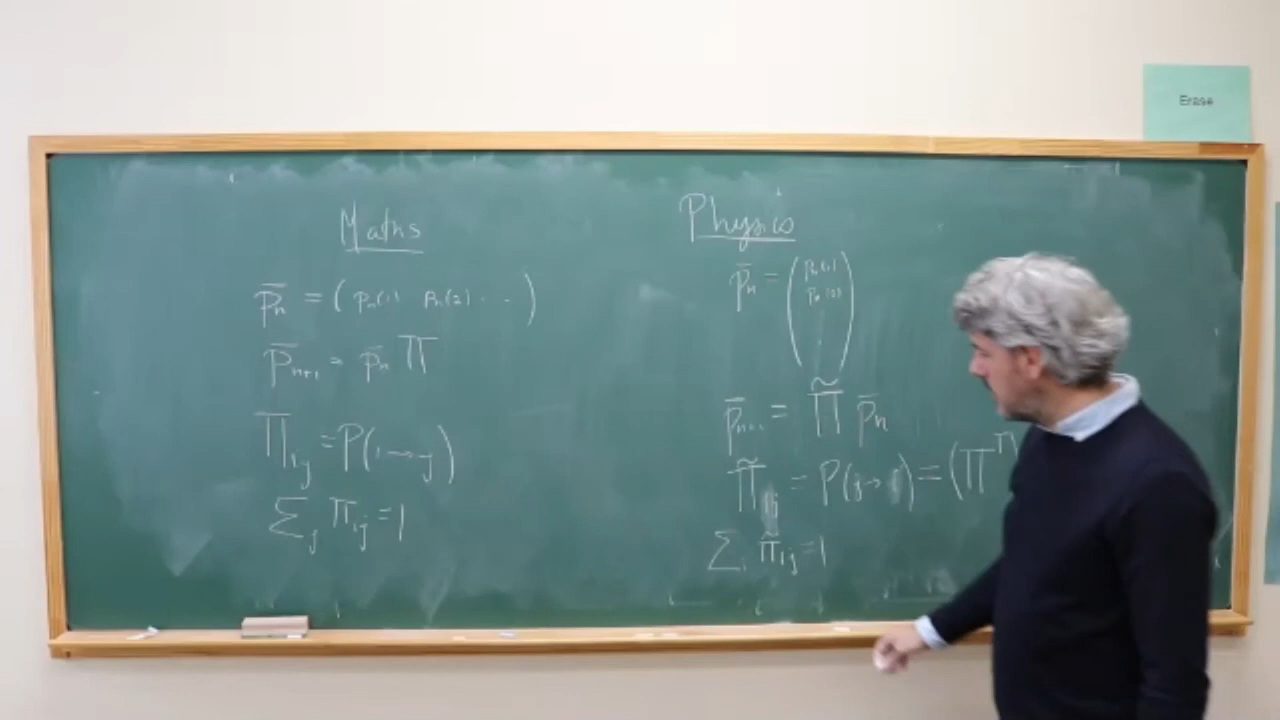 Erase
Maths
p̄ₙ = ( pₙ(1) pₙ(2) ... )
p̄ₙ₊₁ = p̄ₙ Π
Πᵢⱼ = P(i → j)
Σⱼ Πᵢⱼ = 1
Physics
p̄ₙ = ( pₙ(1)
pₙ(2)
⋮ )
p̄ₙ₊₁ = Π̃ p̄ₙ
Π̃ᵢⱼ = P(j → i) = (Π
Σᵢ Π̃ᵢⱼ = 1